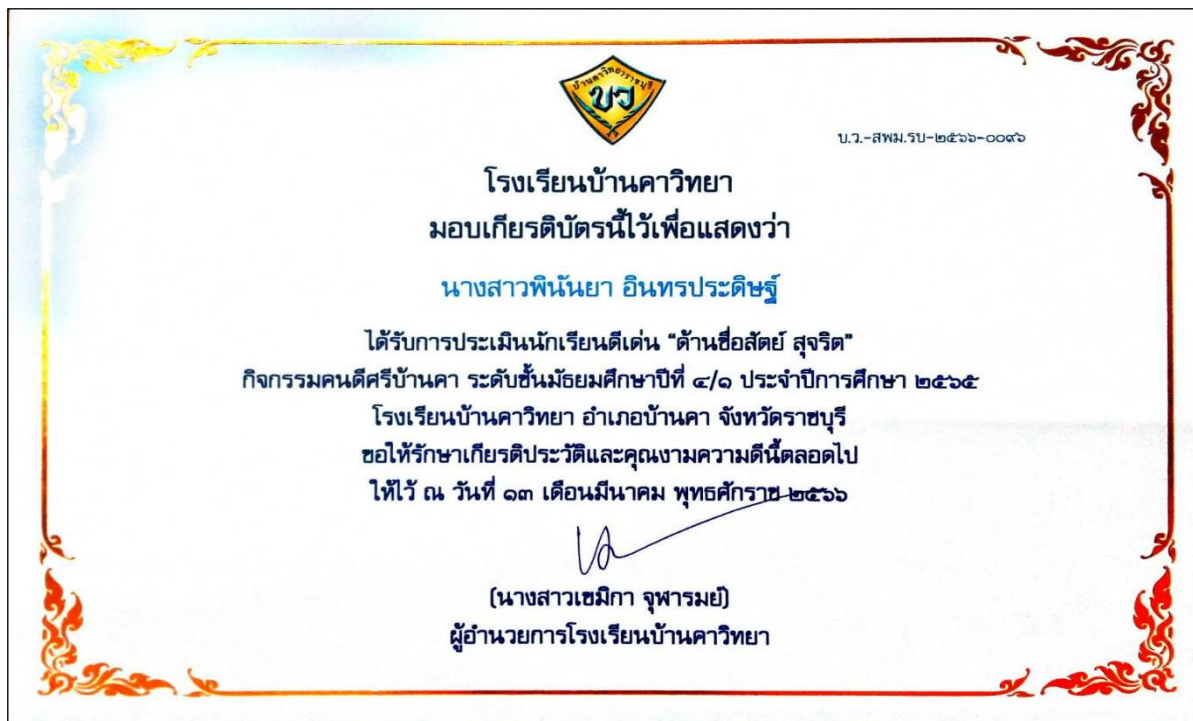 บ้านคาวิทยาราชบุรี
บว
บ.ว.-สพม.รบ-๒๕๖๖-๐๐๙๖
โรงเรียนบ้านคาวิทยา
มอบเกียรติบัตรนี้ไว้เพื่อแสดงว่า
นางสาวพินันยา อินทรประดิษฐ์
ได้รับการประเมินนักเรียนดีเด่น “ด้านซื่อสัตย์ สุจริต”
กิจกรรมคนดีศรีบ้านคา ระดับชั้นมัธยมศึกษาปีที่ ๔/๑ ประจำปีการศึกษา ๒๕๖๕
โรงเรียนบ้านคาวิทยา อำเภอบ้านคา จังหวัดราชบุรี
ขอให้รักษาเกียรติประวัติและคุณงามความดีนี้ตลอดไป
ให้ไว้ ณ วันที่ ๑๓ เดือนมีนาคม พุทธศักราช ๒๕๖๖
(นางสาวเขมิกา จุฬารมย์)
ผู้อำนวยการโรงเรียนบ้านคาวิทยา